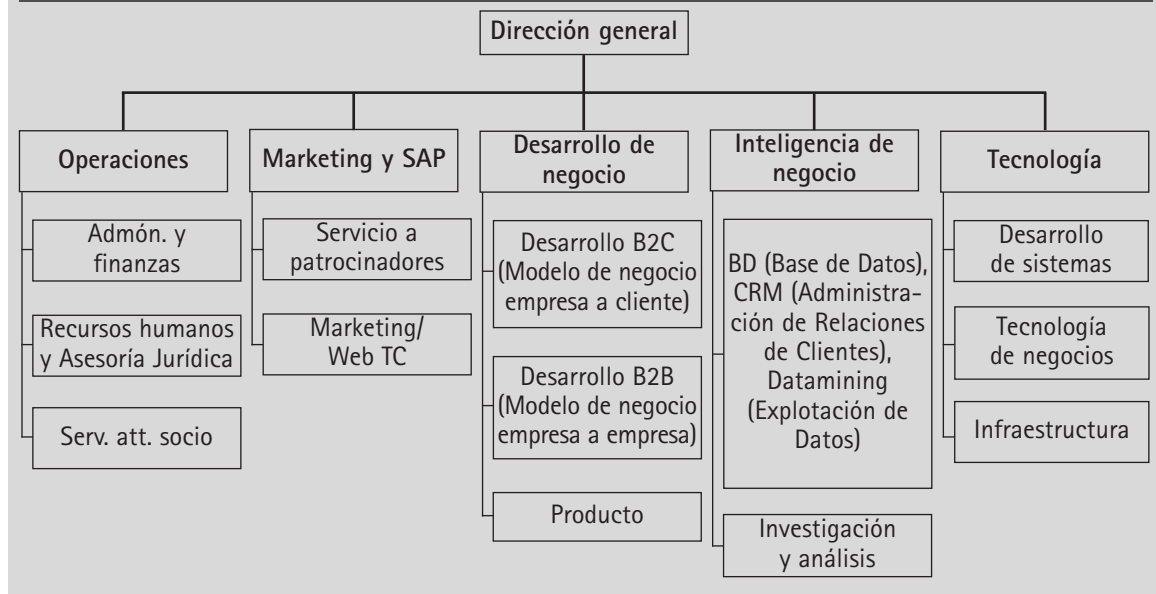 Dirección general
Operaciones
Admón. y
finanzas
Recursos humanos
y Asesoría Jurídica
Serv. att. socio
Marketing y SAP
Servicio a
patrocinadores
Marketing/
Web TC
Desarrollo de
negocio
Desarrollo B2C
(Modelo de negocio
empresa a cliente)
Desarrollo B2B
(Modelo de negocio
empresa a empresa)
Producto
Inteligencia de
negocio
BD (Base de Datos),
CRM (Administra-
ción de Relaciones
de Clientes),
Datamining
(Explotación de
Datos)
Investigación
y análisis
Tecnología
Desarrollo
de sistemas
Tecnología
de negocios
Infraestructura